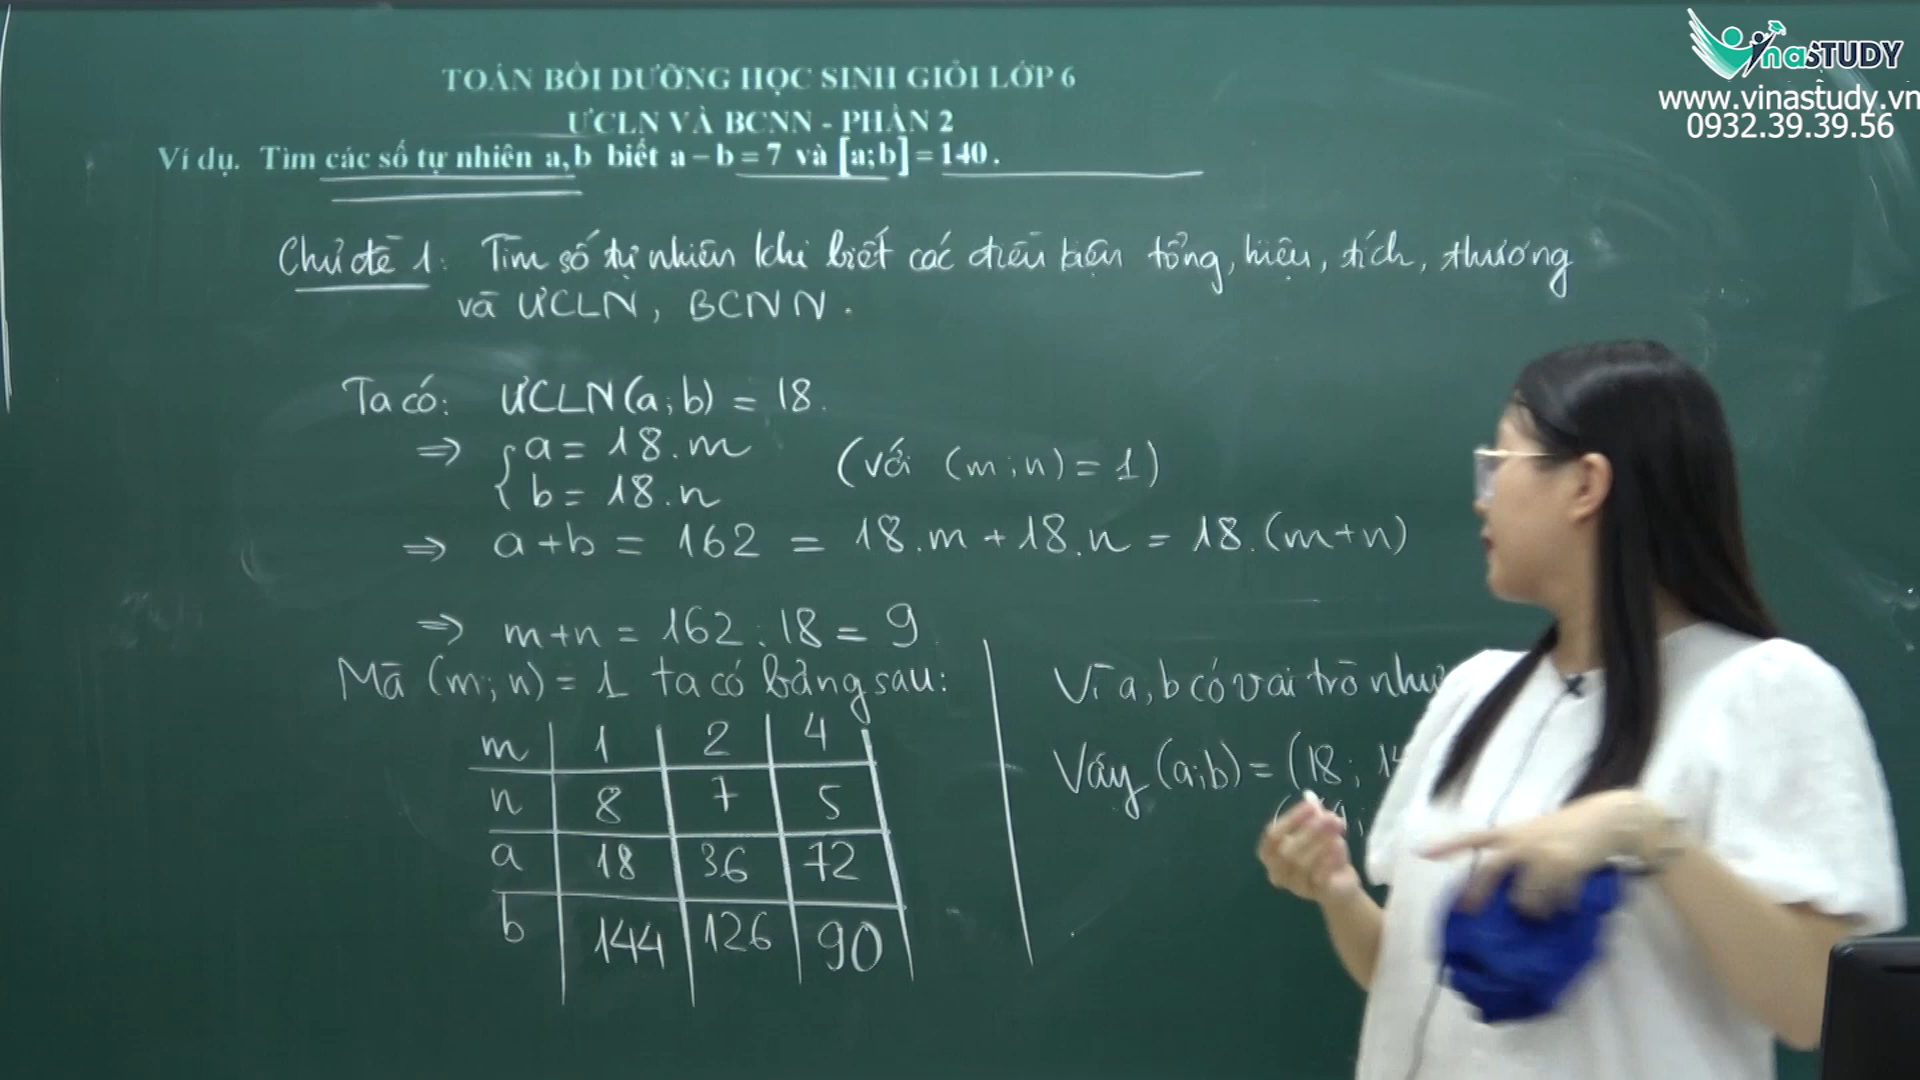 VinaSTUDY
www.vinastudy.vn
0932.39.39.56
TOÁN BỒI DƯỠNG HỌC SINH GIỎI LỚP 6
ƯCLN VÀ BCNN - PHẦN 2
Ví dụ. Tìm các số tự nhiên a,b biết a - b = 7 và [a;b] = 140.
Chủ đề 1: Tìm số tự nhiên khi biết các điều kiện tổng, hiệu, tích, thương
và ƯCLN, BCNN.
Ta có: ƯCLN(a;b) = 18.
⇒ { a = 18.m
b = 18.n (với (m;n) = 1)
⇒ a+b = 162 = 18.m + 18.n = 18.(m+n)
⇒ m+n = 162:18 = 9
Mà (m;n) = 1 ta có bảng sau:
m 1 2 4
n 8 7 5
a 18 36 72
b 144 126 90
Vì a, b có vai trò như
Vậy (a;b) = (18; 14